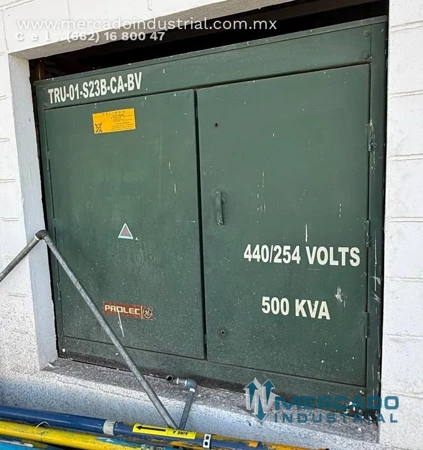 www.mercadoindustrial.com.mx
Cel. (662) 16 800 47
TRU-01-S23B-CA-BV
440/254 VOLTS
500 KVA
PROLEC
MERCADO
INDUSTRIAL